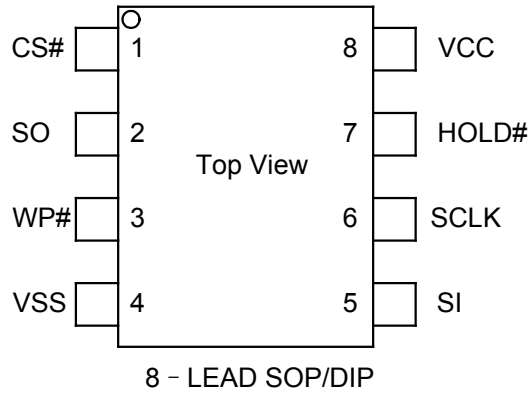 CS# 1 8 VCC
SO 2 7 HOLD#
Top View
WP# 3 6 SCLK
VSS 4 5 SI
8 - LEAD SOP/DIP